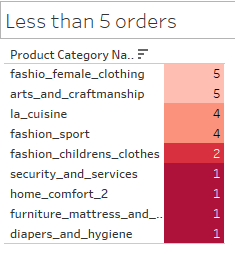 Less than 5 orders
Product Category Na..
fashio_female_clothing 5
arts_and_craftmanship 5
la_cuisine 4
fashion_sport 4
fashion_childrens_clothes 2
security_and_services 1
home_comfort_2 1
furniture_mattress_and_.. 1
diapers_and_hygiene 1